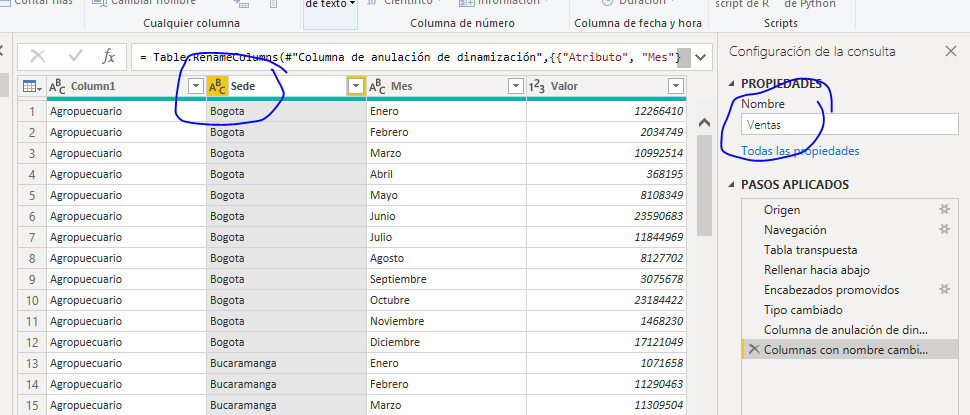 Contar filas
Cambiar nombre
de texto
Científico
Información
Duración
script de R
de Python
Cualquier columna
Columna de número
Columna de fecha y hora
Scripts
= Table.RenameColumns(#"Columna de anulación de dinamización",{{"Atributo", "Mes"}
Column1 Sede Mes Valor
1 Agropuecuario Bogota Enero 12266410
2 Agropuecuario Bogota Febrero 2034749
3 Agropuecuario Bogota Marzo 10992514
4 Agropuecuario Bogota Abril 368195
5 Agropuecuario Bogota Mayo 8108349
6 Agropuecuario Bogota Junio 23590683
7 Agropuecuario Bogota Julio 11844969
8 Agropuecuario Bogota Agosto 8127702
9 Agropuecuario Bogota Septiembre 3075678
10 Agropuecuario Bogota Octubre 23184422
11 Agropuecuario Bogota Noviembre 1468230
12 Agropuecuario Bogota Diciembre 17121049
13 Agropuecuario Bucaramanga Enero 1071658
14 Agropuecuario Bucaramanga Febrero 11290463
15 Agropuecuario Bucaramanga Marzo 11309504
Configuración de la consulta
PROPIEDADES
Nombre
Ventas
Todas las propiedades
PASOS APLICADOS
Origen
Navegación
Tabla transpuesta
Rellenar hacia abajo
Encabezados promovidos
Tipo cambiado
Columna de anulación de din...
Columnas con nombre cambi...